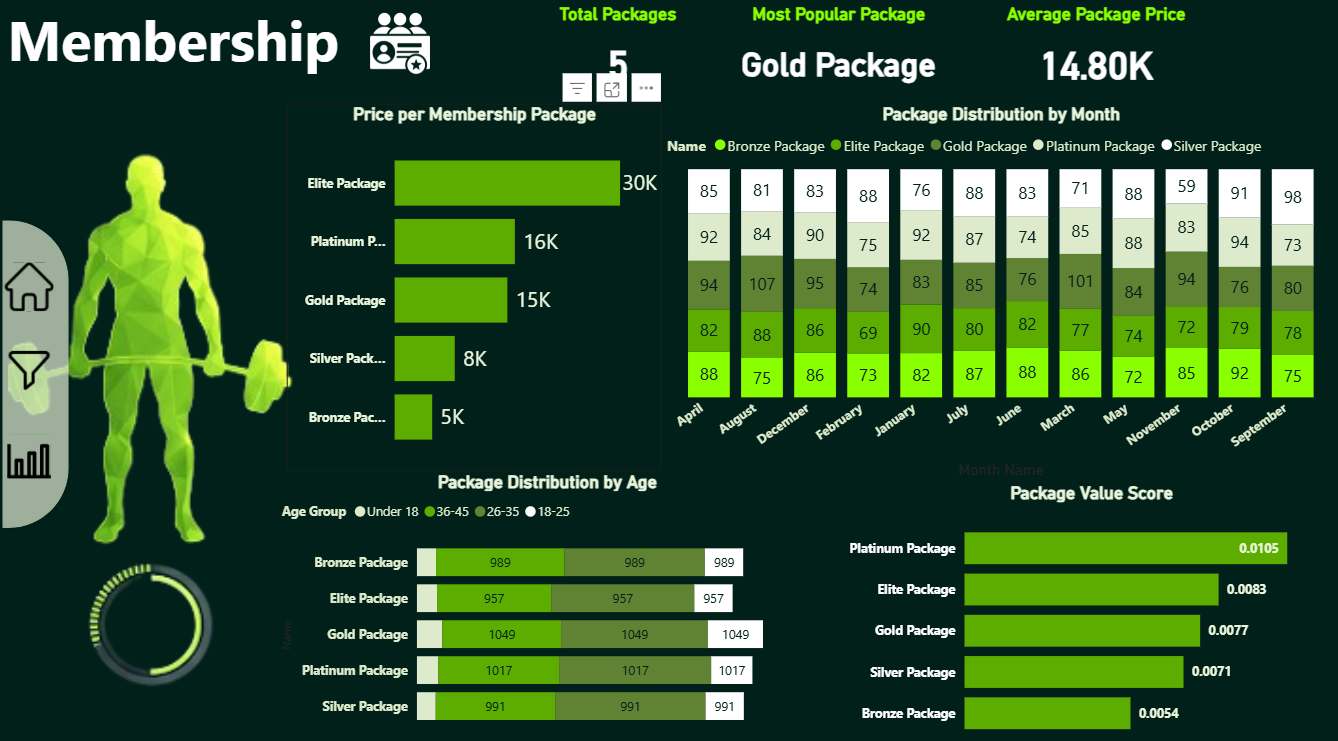 Membership
Total Packages
5
Most Popular Package
Gold Package
Average Package Price
14.80K
Price per Membership Package
Elite Package 30K
Platinum P... 16K
Gold Package 15K
Silver Pack... 8K
Bronze Pac... 5K
Package Distribution by Month
Name Bronze Package Elite Package Gold Package Platinum Package Silver Package
85 81 83 88 76 88 83 71 88 59 91 98
92 84 90 75 92 87 74 85 88 83 94 73
94 107 95 74 83 85 76 101 84 94 76 80
82 88 86 69 90 80 82 77 74 72 79 78
88 75 86 73 82 87 88 86 72 85 92 75
April August December February January July June March May November October September
Month Name
Package Distribution by Age
Age Group Under 18 36-45 26-35 18-25
Name
Bronze Package 989 989 989
Elite Package 957 957 957
Gold Package 1049 1049 1049
Platinum Package 1017 1017 1017
Silver Package 991 991 991
Package Value Score
Platinum Package 0.0105
Elite Package 0.0083
Gold Package 0.0077
Silver Package 0.0071
Bronze Package 0.0054